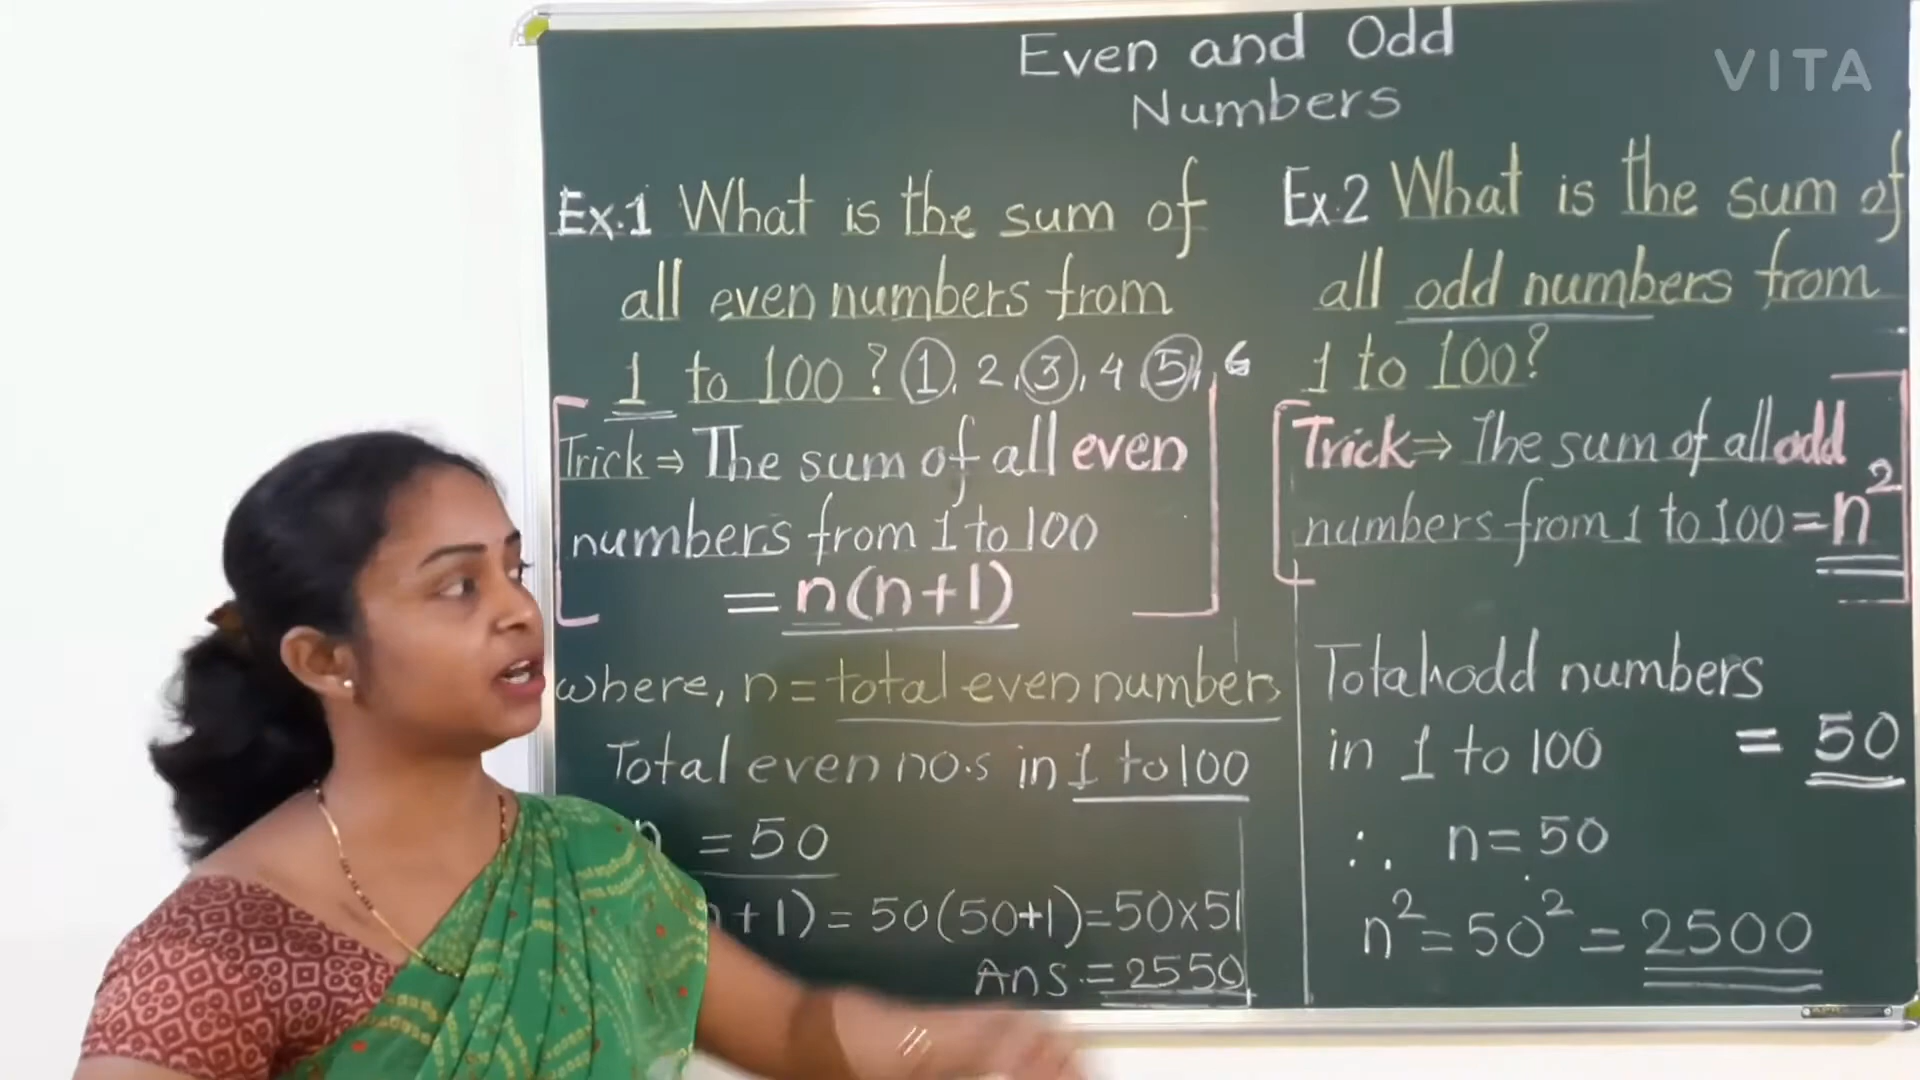 Even and Odd
Numbers
VITA
Ex.1 What is the sum of
all even numbers from
1 to 100 ? 1, 2, 3, 4, 5, 6
Trick ⇒ The sum of all even
numbers from 1 to 100
= n(n+1)
where, n = total even numbers
Total even no.s in 1 to 100
n = 50
+ 1) = 50(50+1) = 50×51
Ans. = 2550
Ex.2 What is the sum of
all odd numbers from
1 to 100?
Trick ⇒ The sum of all odd
numbers from 1 to 100 = n²
Total odd numbers
in 1 to 100 = 50
∴ n = 50
n² = 50² = 2500